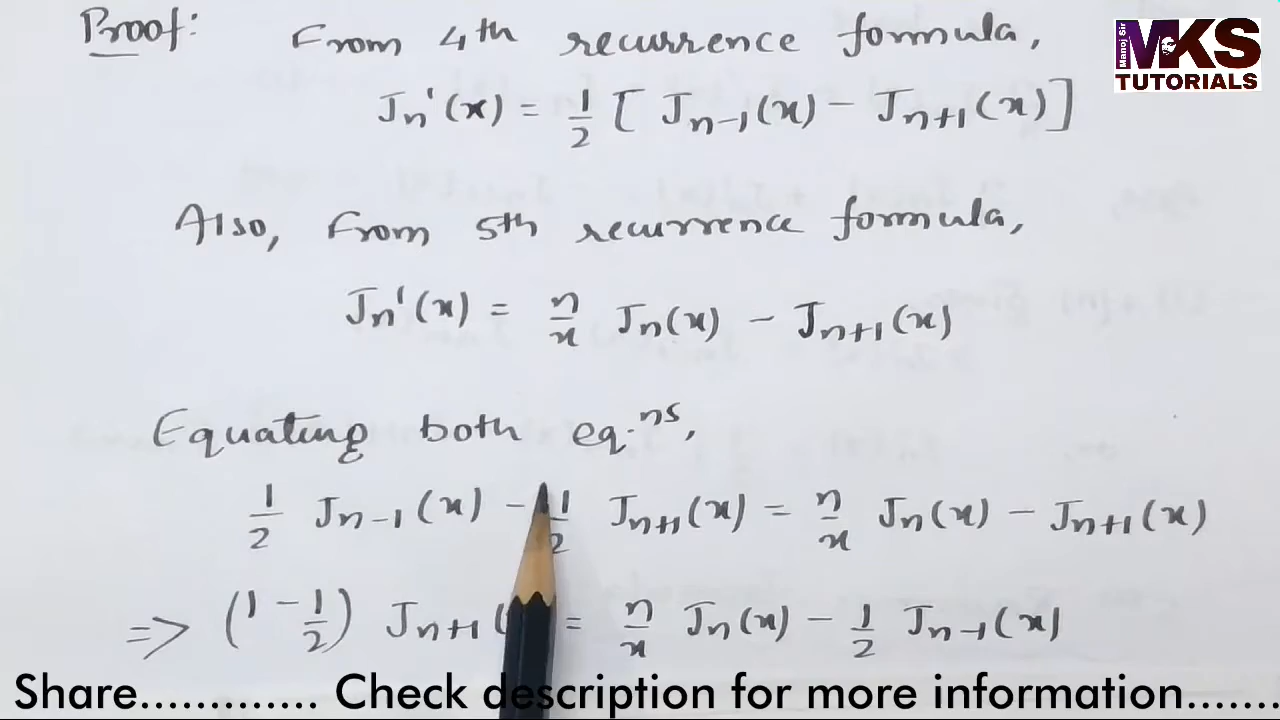 Proof: From 4th recurrence formula,
Manoj Sir
MKS
TUTORIALS
Jn'(x) = 1/2 [ Jn-1(x) - Jn+1(x) ]
Also, From 5th recurrence formula,
Jn'(x) = n/x Jn(x) - Jn+1(x)
Equating both eq.ns,
1/2 Jn-1(x) - 1/2 Jn+1(x) = n/x Jn(x) - Jn+1(x)
=> (1 - 1/2) Jn+1( = n/x Jn(x) - 1/2 Jn-1(x)
Share............. Check description for more information.......